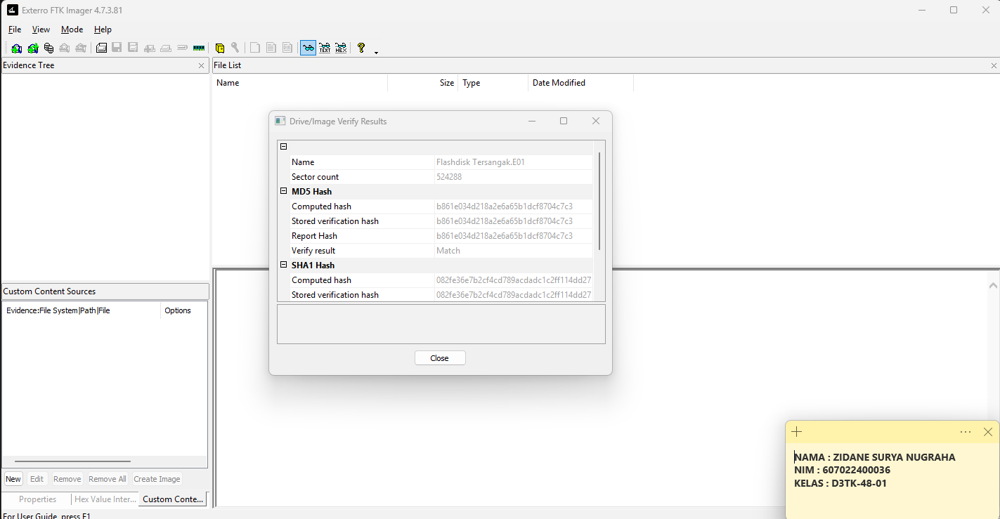 Exterro FTK Imager 4.7.3.81
File View Mode Help
TEXT HEX
Evidence Tree
File List
Name Size Type Date Modified
Drive/Image Verify Results
Name Flashdisk Tersangak.E01
Sector count 524288
MD5 Hash
Computed hash b861e034d218a2e6a65b1dcf8704c7c3
Stored verification hash b861e034d218a2e6a65b1dcf8704c7c3
Report Hash b861e034d218a2e6a65b1dcf8704c7c3
Verify result Match
SHA1 Hash
Computed hash 082fe36e7b2cf4cd789acdadc1c2ff114dd27
Stored verification hash 082fe36e7b2cf4cd789acdadc1c2ff114dd27
Close
Custom Content Sources
Evidence:File System|Path|File Options
New Edit Remove Remove All Create Image
Properties Hex Value Inter... Custom Conte...
For User Guide, press F1
NAMA : ZIDANE SURYA NUGRAHA
NIM : 607022400036
KELAS : D3TK-48-01